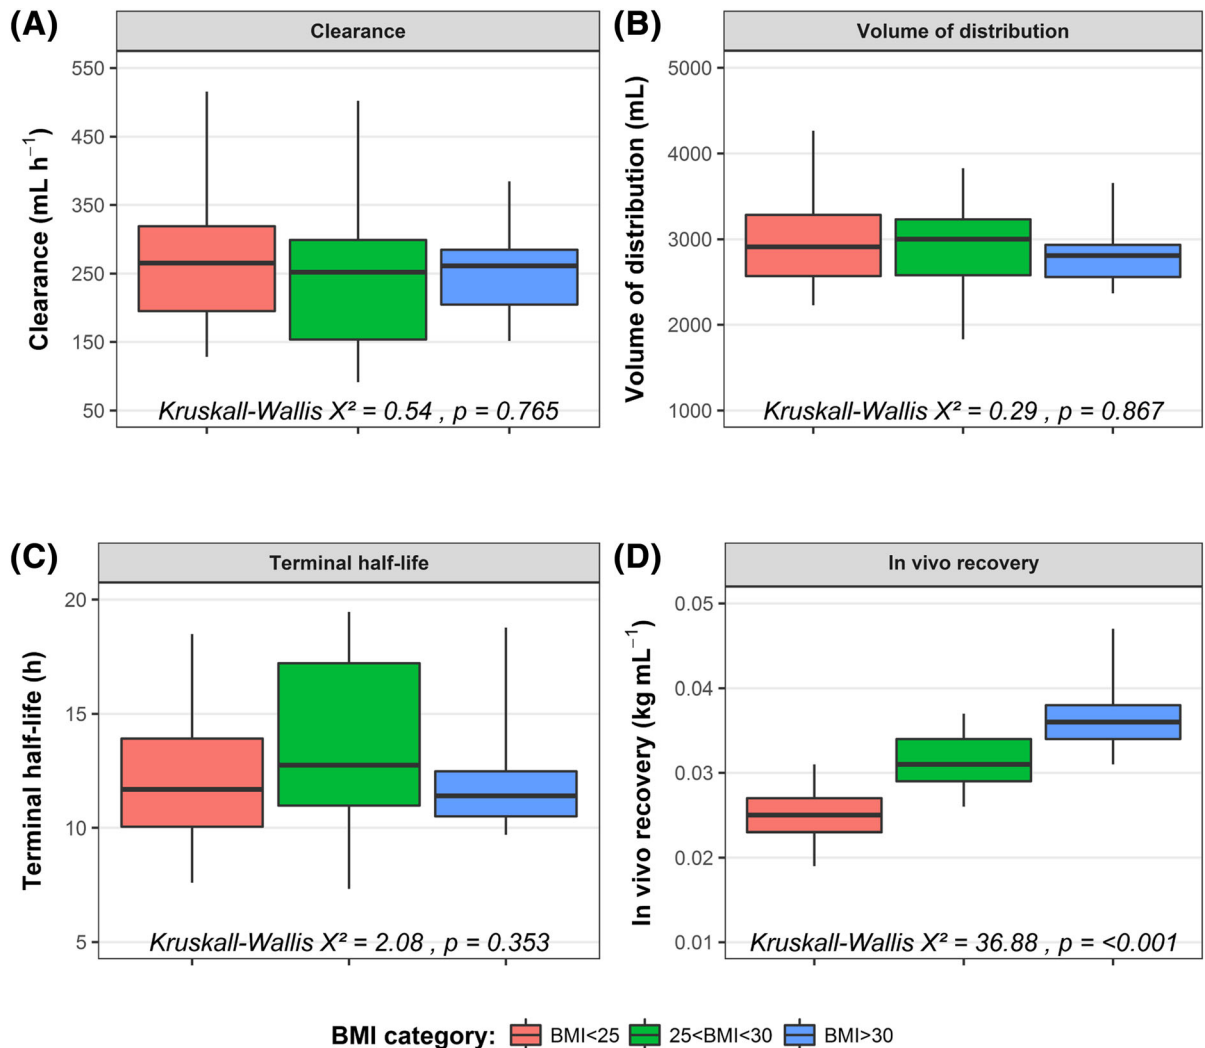 (A)
Clearance
550
450
350
250
150
50
Clearance (mL h⁻¹)
Kruskall-Wallis X² = 0.54 , p = 0.765
(B)
Volume of distribution
5000
4000
3000
2000
1000
Volume of distribution (mL)
Kruskall-Wallis X² = 0.29 , p = 0.867
(C)
Terminal half-life
20
15
10
5
Terminal half-life (h)
Kruskall-Wallis X² = 2.08 , p = 0.353
(D)
In vivo recovery
0.05
0.04
0.03
0.02
0.01
In vivo recovery (kg mL⁻¹)
Kruskall-Wallis X² = 36.88 , p = <0.001
BMI category: BMI<25 25<BMI<30 BMI>30